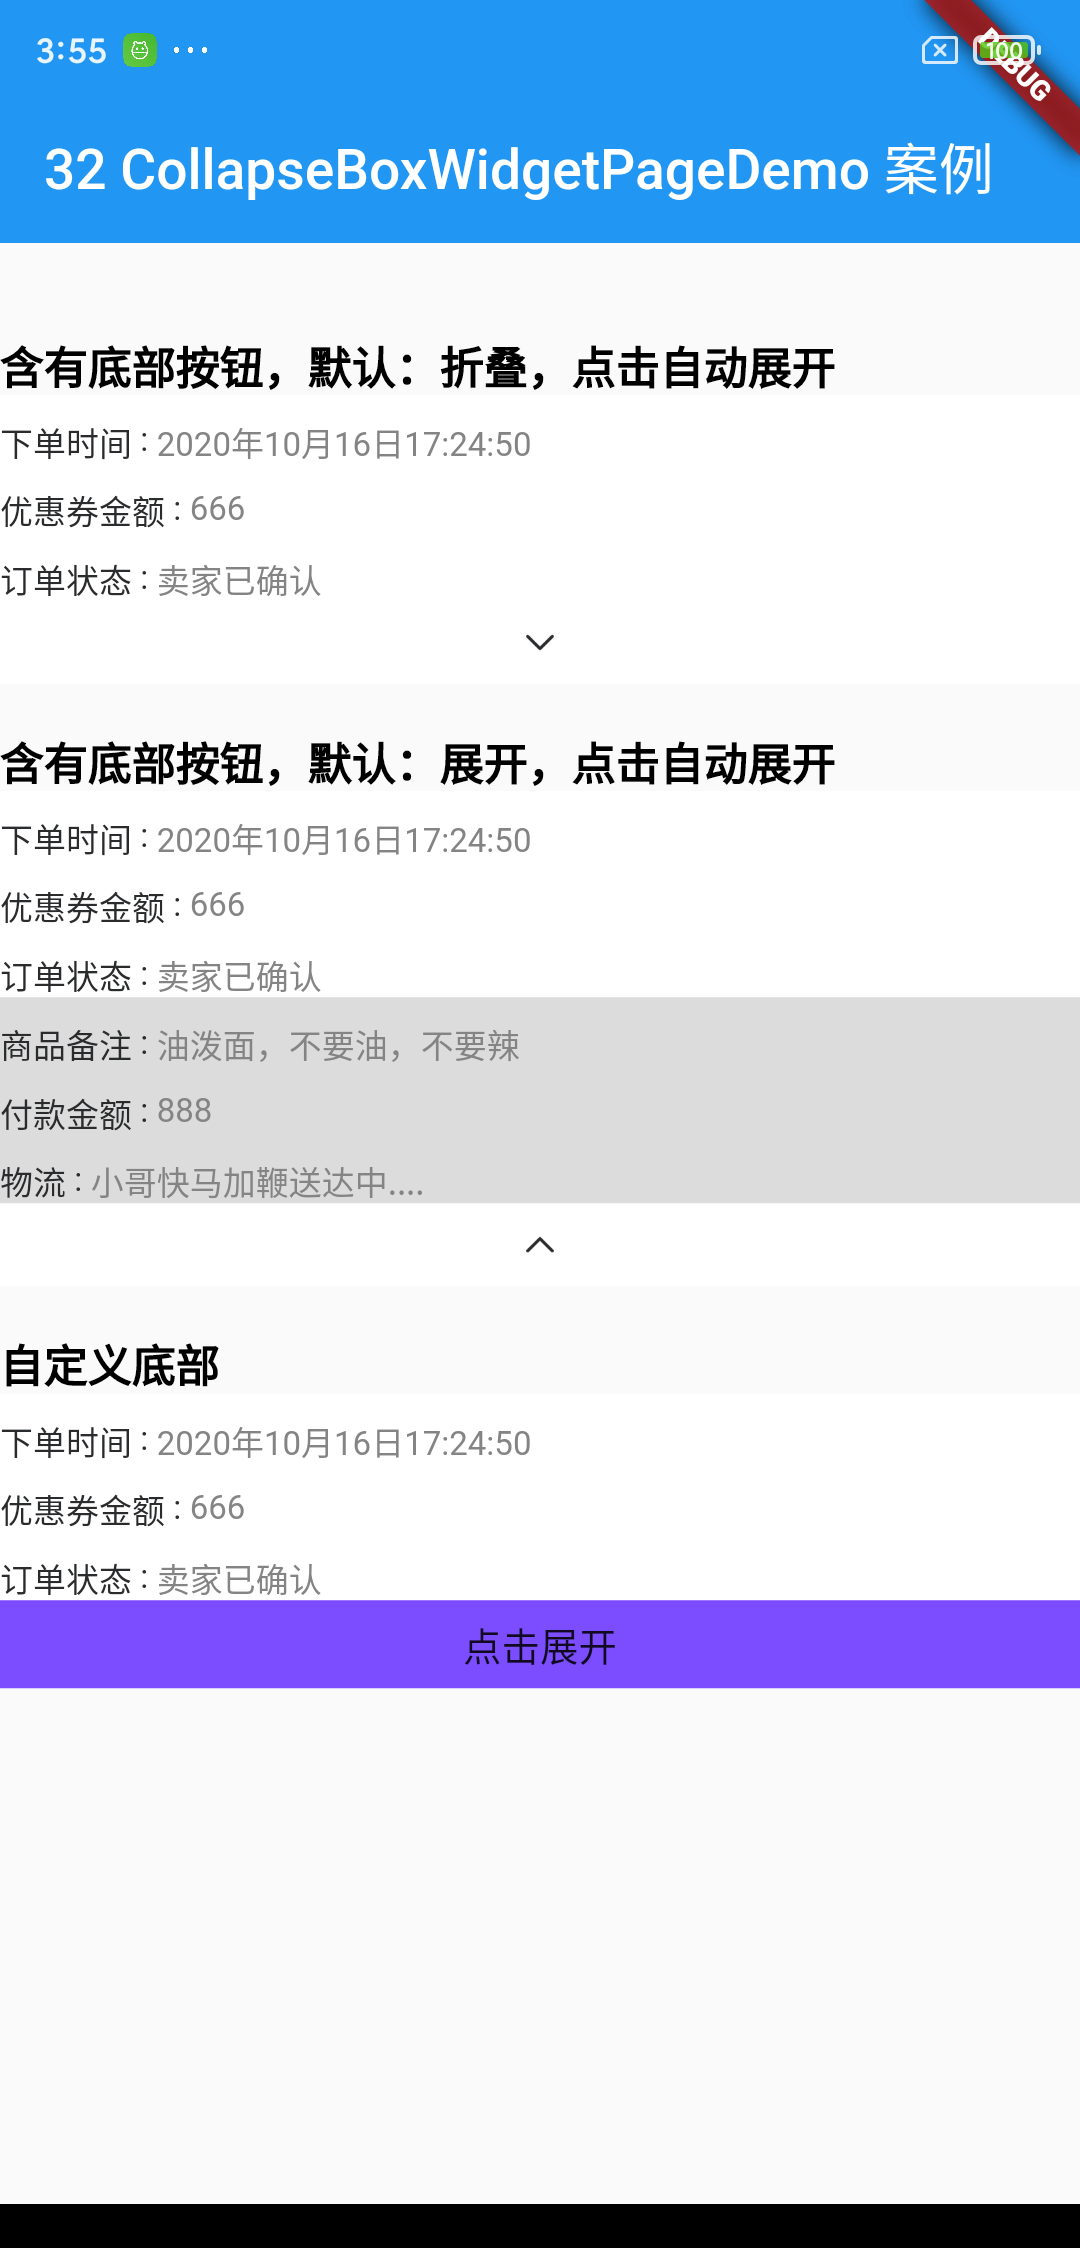 3:55
100
DEBUG
32 CollapseBoxWidgetPageDemo 案例
含有底部按钮，默认：折叠，点击自动展开
下单时间 : 2020年10月16日17:24:50
优惠券金额 : 666
订单状态 : 卖家已确认
含有底部按钮，默认：展开，点击自动展开
下单时间 : 2020年10月16日17:24:50
优惠券金额 : 666
订单状态 : 卖家已确认
商品备注 : 油泼面，不要油，不要辣
付款金额 : 888
物流 : 小哥快马加鞭送达中....
自定义底部
下单时间 : 2020年10月16日17:24:50
优惠券金额 : 666
订单状态 : 卖家已确认
点击展开